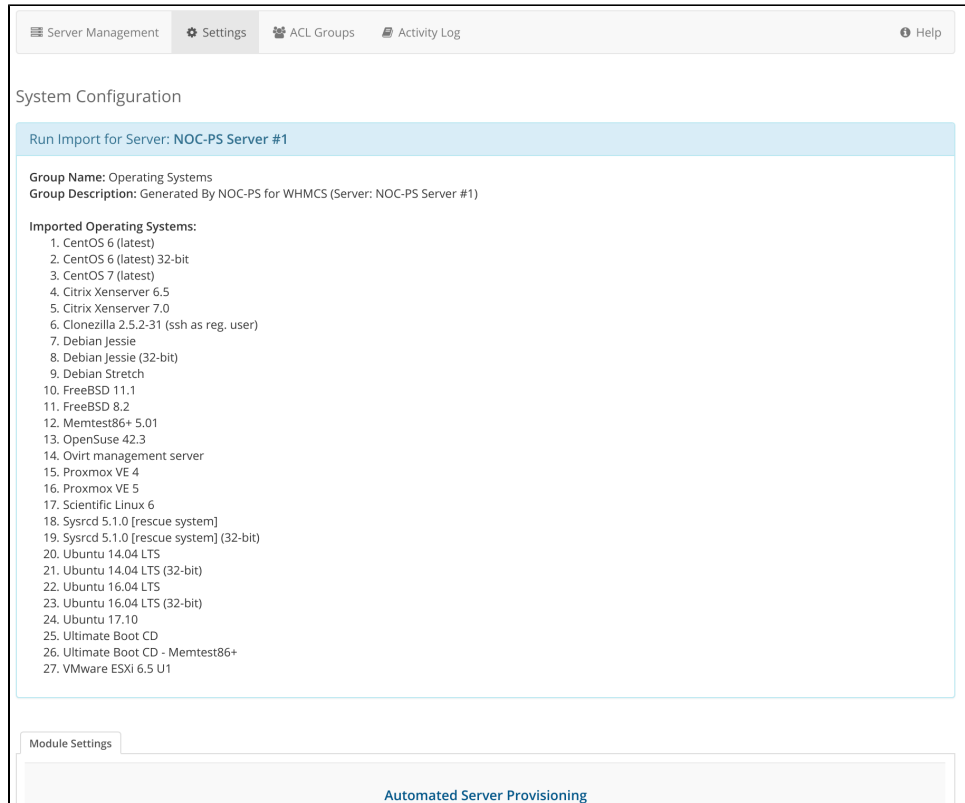 Server Management Settings ACL Groups Activity Log Help
System Configuration
Run Import for Server: NOC-PS Server #1
Group Name: Operating Systems
Group Description: Generated By NOC-PS for WHMCS (Server: NOC-PS Server #1)
Imported Operating Systems:
1. CentOS 6 (latest)
2. CentOS 6 (latest) 32-bit
3. CentOS 7 (latest)
4. Citrix Xenserver 6.5
5. Citrix Xenserver 7.0
6. Clonezilla 2.5.2-31 (ssh as reg. user)
7. Debian Jessie
8. Debian Jessie (32-bit)
9. Debian Stretch
10. FreeBSD 11.1
11. FreeBSD 8.2
12. Memtest86+ 5.01
13. OpenSuse 42.3
14. Ovirt management server
15. Proxmox VE 4
16. Proxmox VE 5
17. Scientific Linux 6
18. Sysrcd 5.1.0 [rescue system]
19. Sysrcd 5.1.0 [rescue system] (32-bit)
20. Ubuntu 14.04 LTS
21. Ubuntu 14.04 LTS (32-bit)
22. Ubuntu 16.04 LTS
23. Ubuntu 16.04 LTS (32-bit)
24. Ubuntu 17.10
25. Ultimate Boot CD
26. Ultimate Boot CD - Memtest86+
27. VMware ESXi 6.5 U1
Module Settings
Automated Server Provisioning